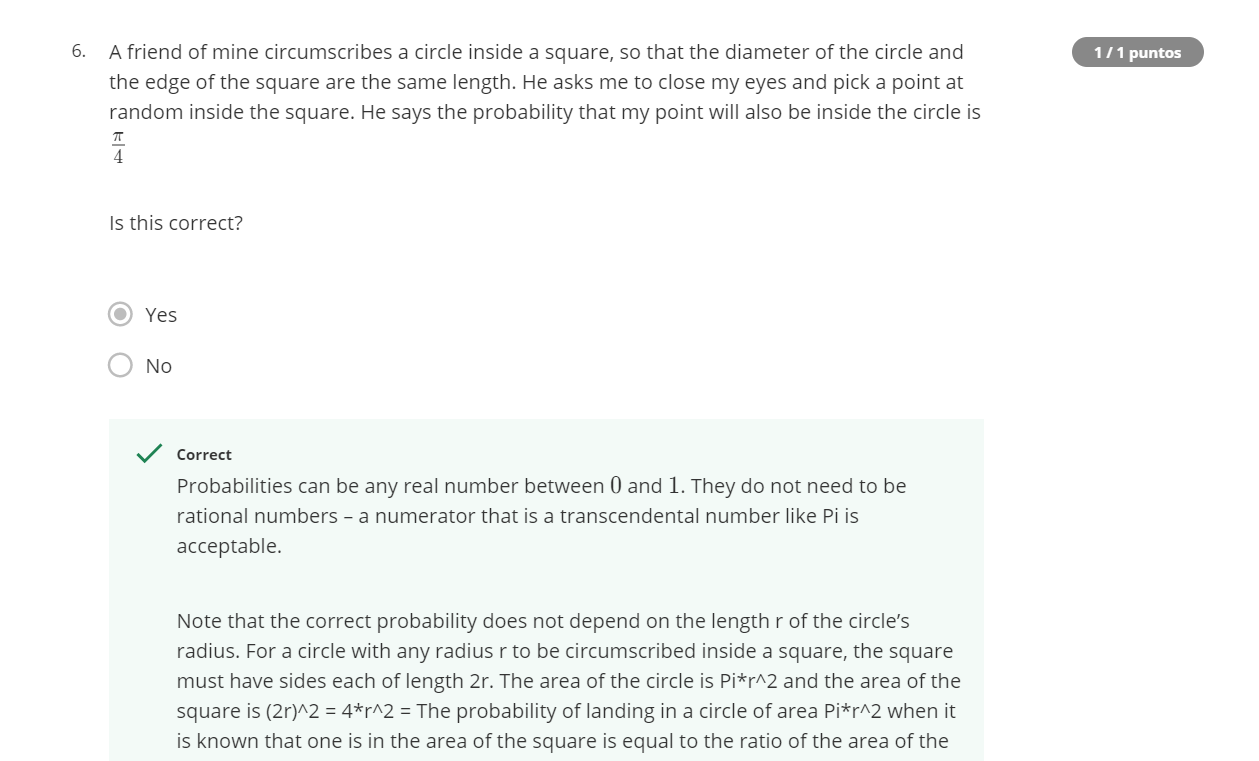 6. A friend of mine circumscribes a circle inside a square, so that the diameter of the circle and
1 / 1 puntos
the edge of the square are the same length. He asks me to close my eyes and pick a point at
random inside the square. He says the probability that my point will also be inside the circle is
π
4
Is this correct?
Yes
No
Correct
Probabilities can be any real number between 0 and 1. They do not need to be
rational numbers – a numerator that is a transcendental number like Pi is
acceptable.
Note that the correct probability does not depend on the length r of the circle’s
radius. For a circle with any radius r to be circumscribed inside a square, the square
must have sides each of length 2r. The area of the circle is Pi*r^2 and the area of the
square is (2r)^2 = 4*r^2 = The probability of landing in a circle of area Pi*r^2 when it
is known that one is in the area of the square is equal to the ratio of the area of the